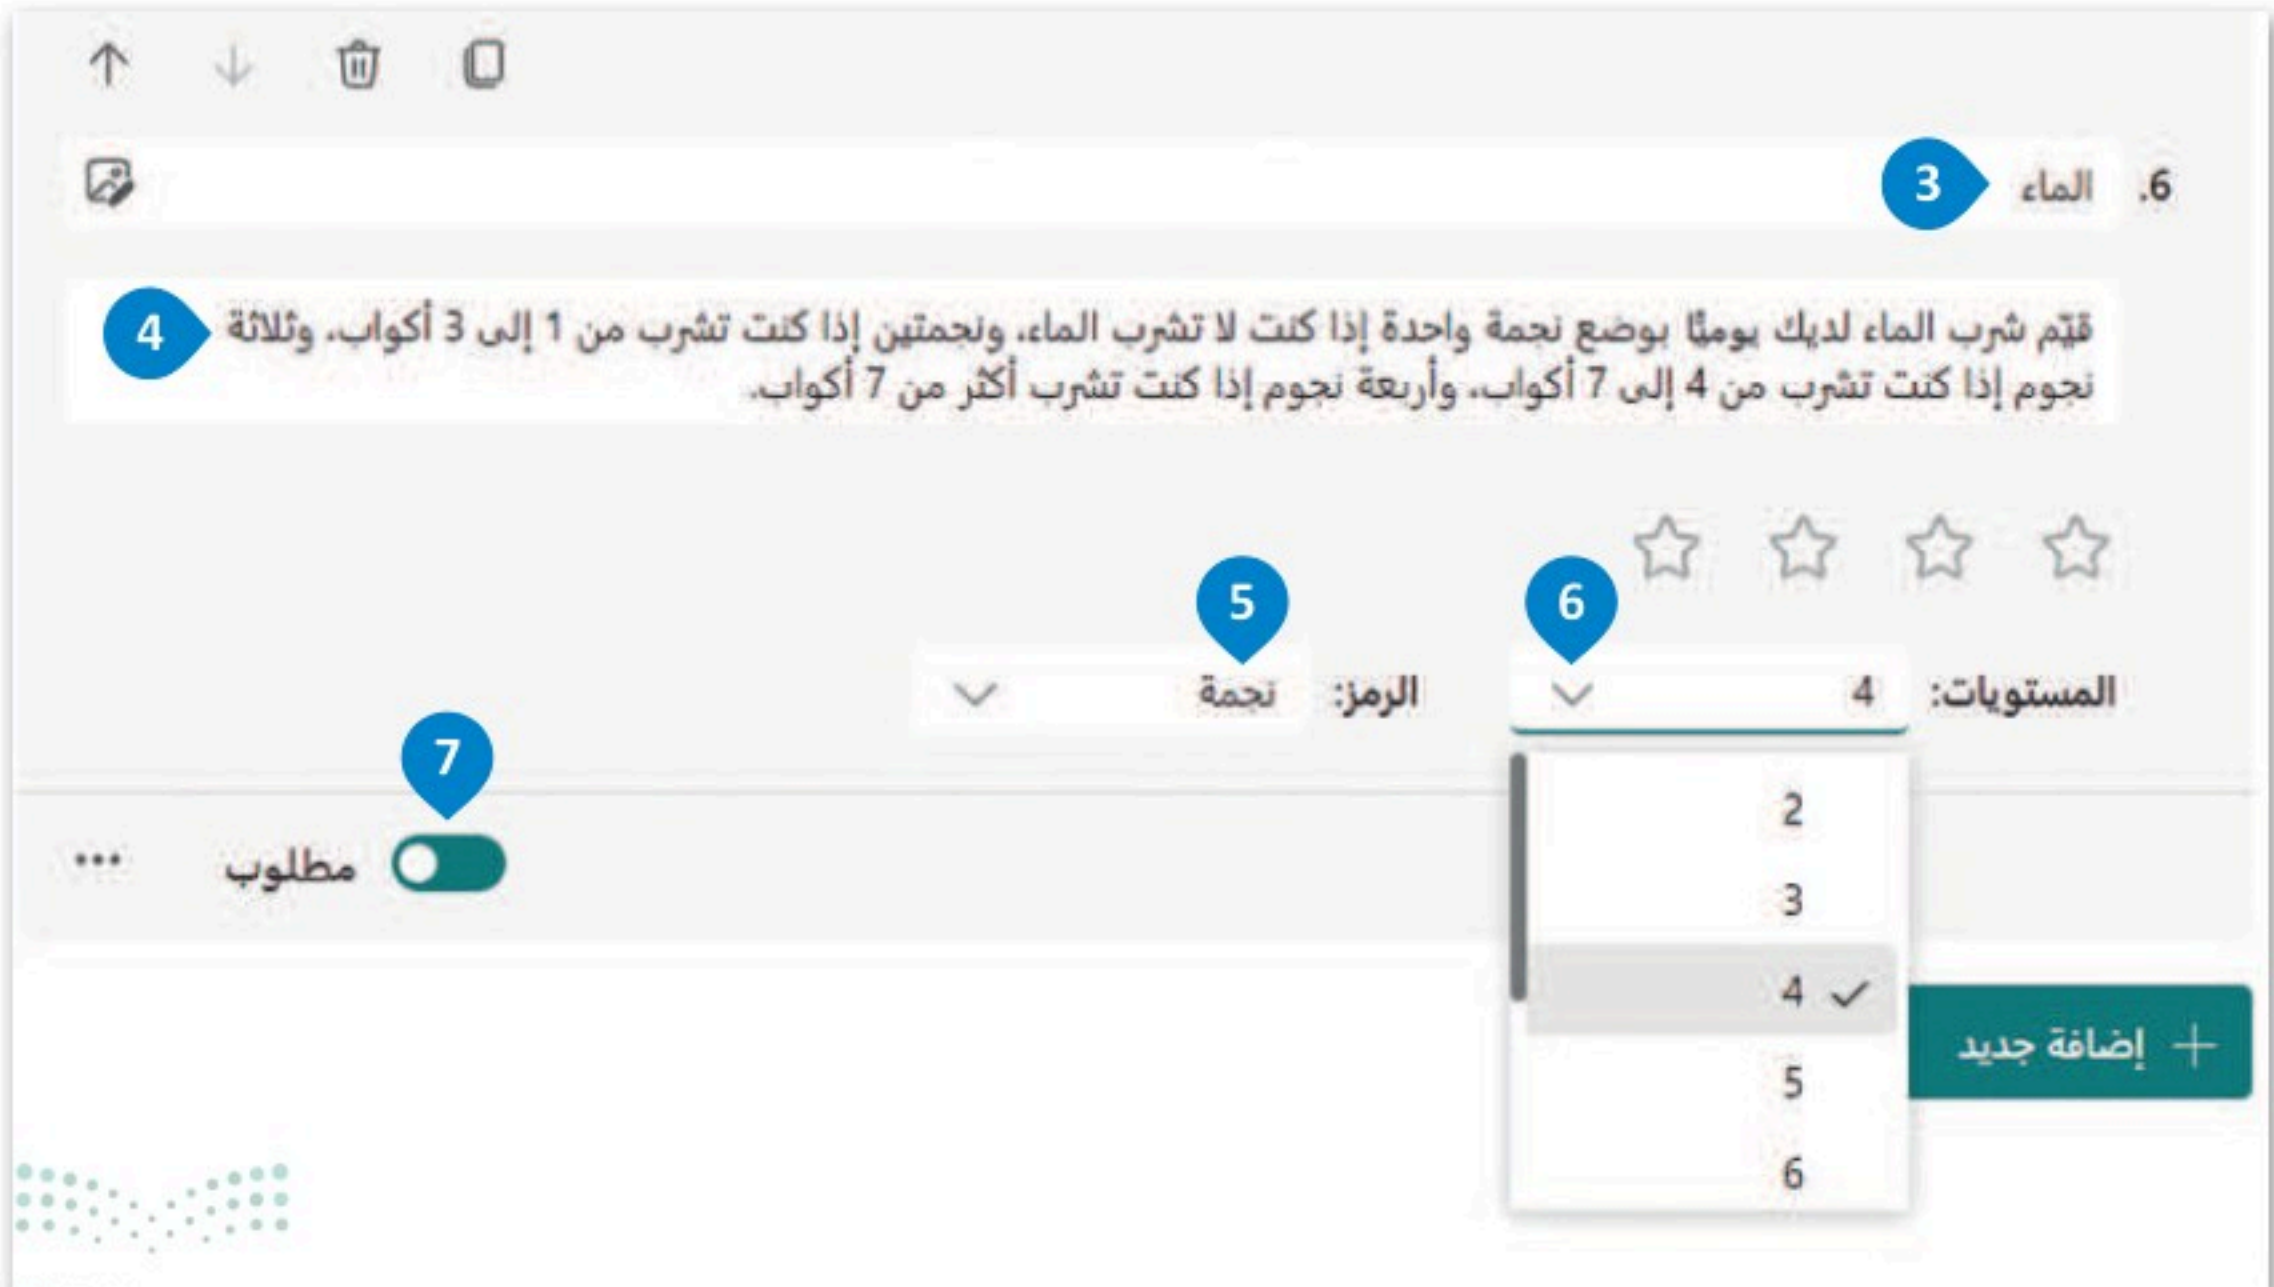 6. الماء
3
قيّم شرب الماء لديك يوميًا بوضع نجمة واحدة إذا كنت لا تشرب الماء، ونجمتين إذا كنت تشرب من 1 إلى 3 أكواب، وثلاثة
4
نجوم إذا كنت تشرب من 4 إلى 7 أكواب، وأربعة نجوم إذا كنت تشرب أكثر من 7 أكواب.
6
5
المستويات: 4
الرمز: نجمة
7
2
3
4
5
6
مطلوب
إضافة جديد